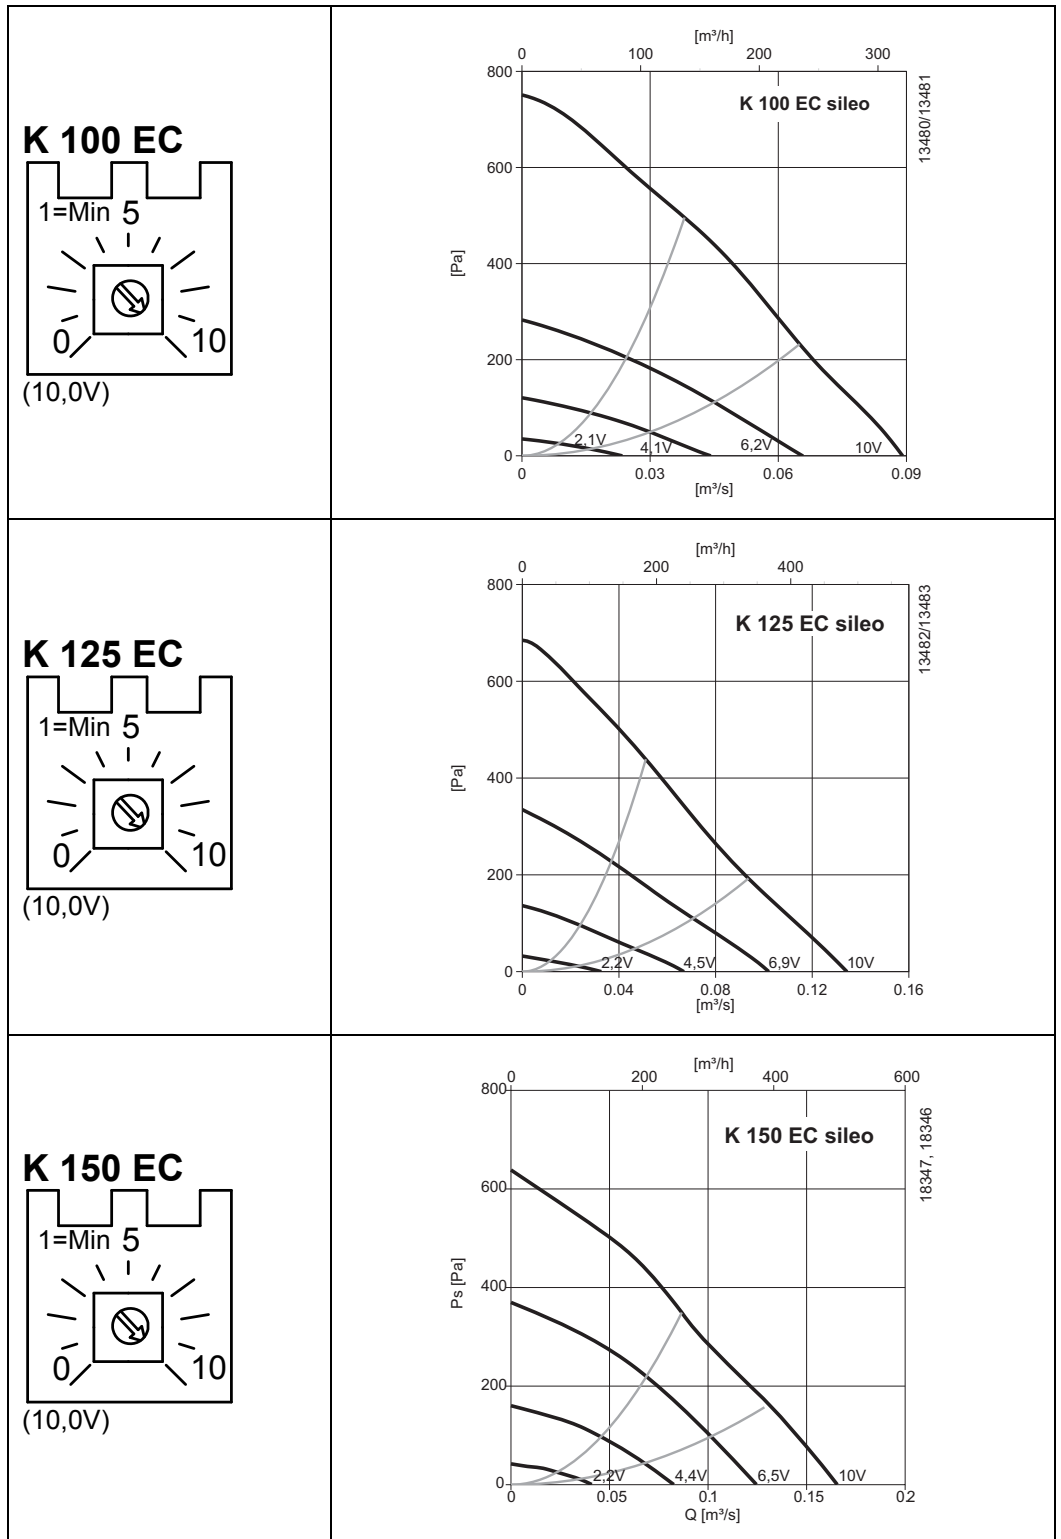 K 100 EC
1=Min 5
0 10
(10,0V)
[m³/h]
0 100 200 300
800
K 100 EC sileo
13480/13481
600
[Pa]
400
200
2,1V 4,1V 6,2V 10V
0
0 0.03 0.06 0.09
[m³/s]
K 125 EC
1=Min 5
0 10
(10,0V)
[m³/h]
0 200 400
800
K 125 EC sileo
13482/13483
600
[Pa]
400
200
2,2V 4,5V 6,9V 10V
0
0 0.04 0.08 0.12 0.16
[m³/s]
K 150 EC
1=Min 5
0 10
(10,0V)
[m³/h]
0 200 400 600
800
K 150 EC sileo
18347, 18346
600
Ps [Pa]
400
200
2,2V 4,4V 6,5V 10V
0
0 0.05 0.1 0.15 0.2
Q [m³/s]